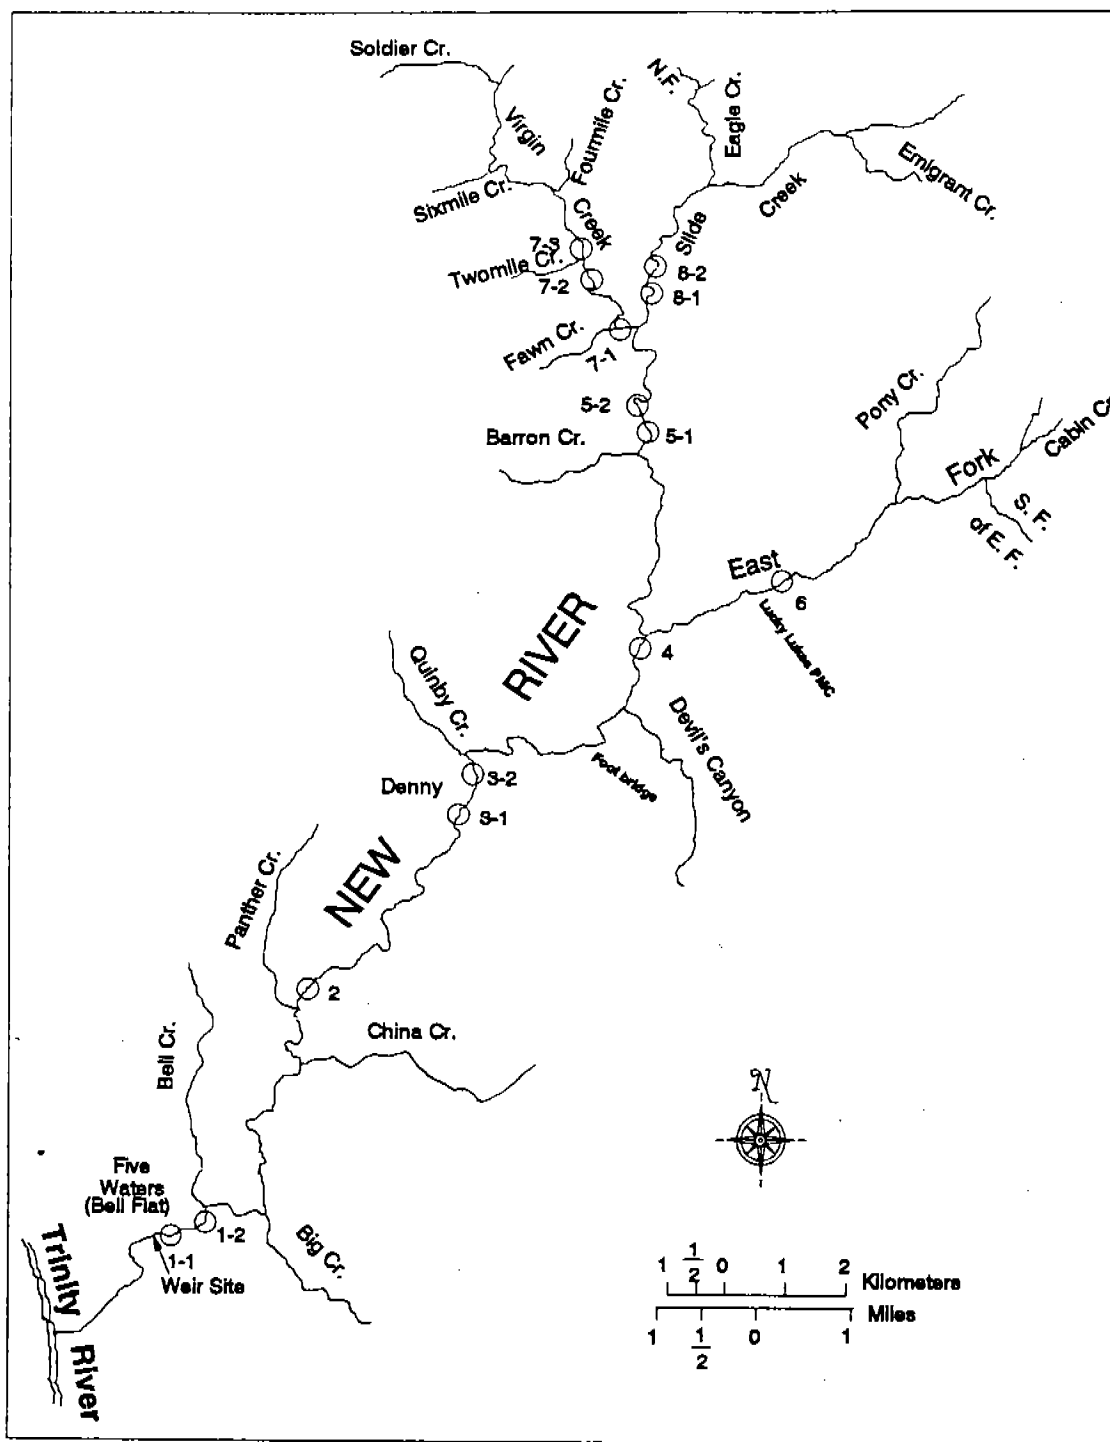 Soldier Cr.
N.F.
Eagle Cr.
Virgin
Fourmile Cr.
Emigrant Cr.
Sixmile Cr.
Creek
Creek
Slide
7-3
Twomile Cr.
8-2
7-2
8-1
Fawn Cr.
7-1
Pony Cr.
5-2
Cabin Cr.
5-1
Barron Cr.
Fork
S. F.
of E. F.
East
6
Lucky Lukes PMC
RIVER
4
Quinby Cr.
Devil's Canyon
Foot bridge
3-2
Denny
3-1
NEW
Panther Cr.
2
China Cr.
Bell Cr.
N
Five
Waters
(Bell Flat)
1-2
Big Cr.
1-1
Weir Site
Trinity
River
1 1/2 0 1 2
Kilometers
Miles
1 1/2 0 1